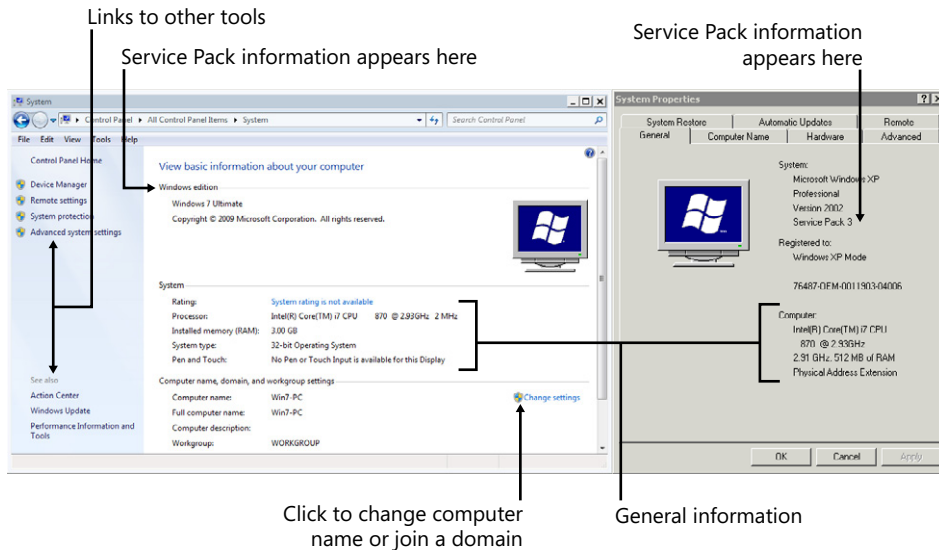 Links to other tools
Service Pack information appears here
Service Pack information
appears here
System
Control Panel ▸ All Control Panel Items ▸ System
Search Control Panel
File Edit View Tools Help
Control Panel Home
Device Manager
Remote settings
System protection
Advanced system settings
See also
Action Center
Windows Update
Performance Information and
Tools
View basic information about your computer
Windows edition
Windows 7 Ultimate
Copyright © 2009 Microsoft Corporation. All rights reserved.
System
Rating: System rating is not available
Processor: Intel(R) Core(TM) i7 CPU 870 @ 2.93GHz 2 MHz
Installed memory (RAM): 3.00 GB
System type: 32-bit Operating System
Pen and Touch: No Pen or Touch Input is available for this Display
Computer name, domain, and workgroup settings
Computer name: Win7-PC
Change settings
Full computer name: Win7-PC
Computer description:
Workgroup: WORKGROUP
System Properties
System Restore Automatic Updates Remote
General Computer Name Hardware Advanced
System:
Microsoft Windows XP
Professional
Version 2002
Service Pack 3
Registered to:
Windows XP Mode
76487-OEM-0011903-04006
Computer:
Intel(R) Core(TM) i7 CPU
870 @ 2.93GHz
2.91 GHz, 512 MB of RAM
Physical Address Extension
OK Cancel Apply
Click to change computer
name or join a domain
General information